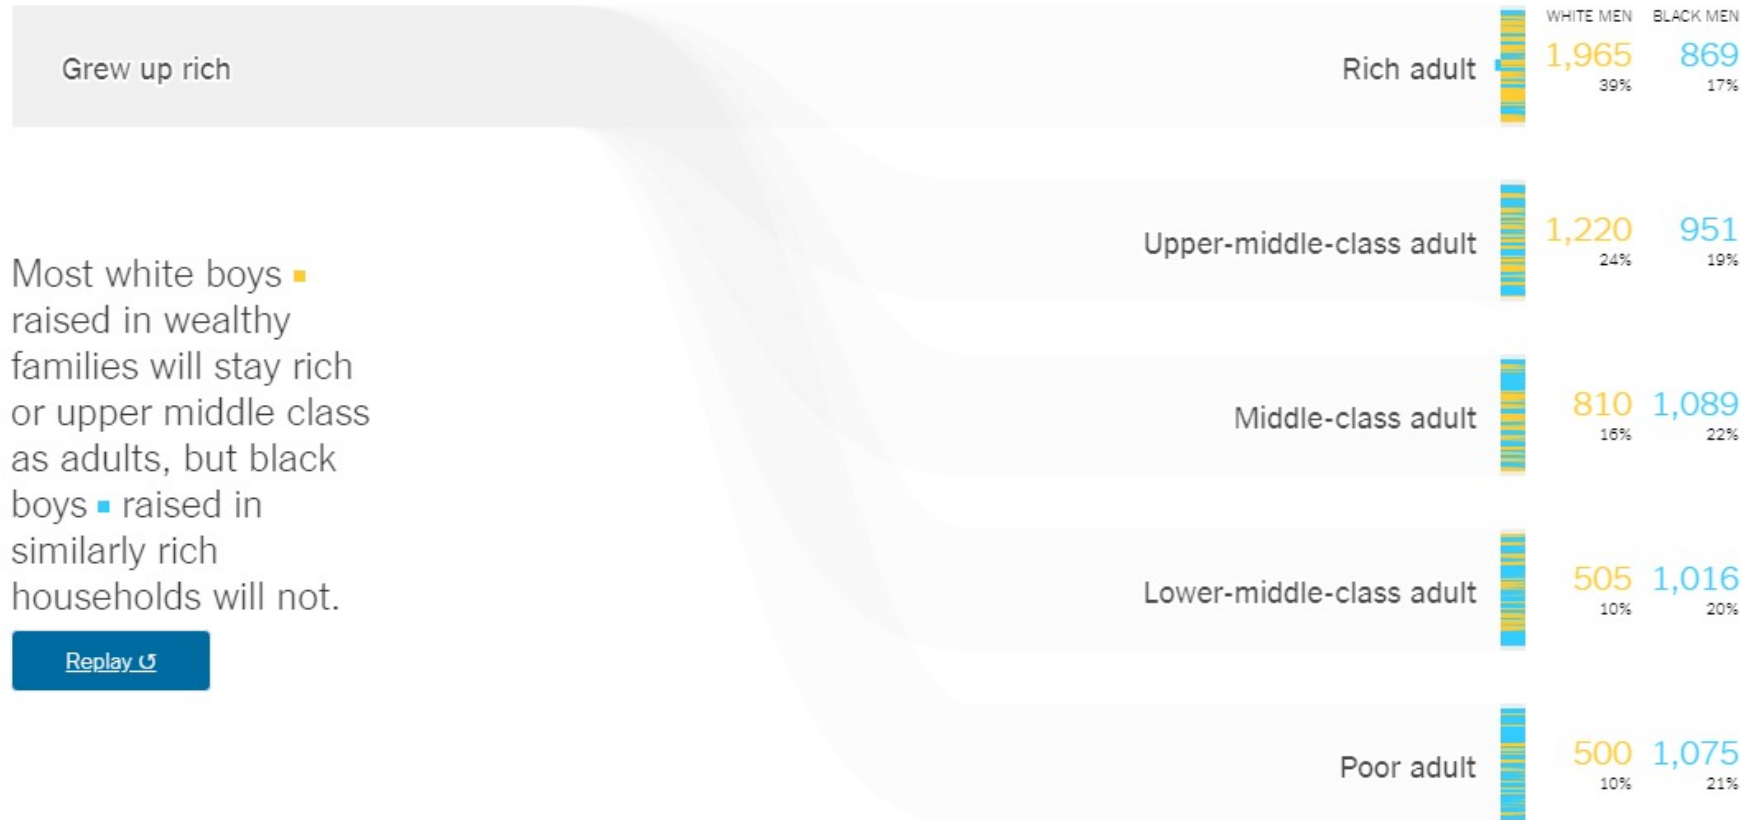 WHITE MEN BLACK MEN
Grew up rich
Rich adult
1,965 869
39% 17%
Upper-middle-class adult
1,220 951
24% 19%
Most white boys
raised in wealthy
families will stay rich
or upper middle class
as adults, but black
boys raised in
similarly rich
households will not.
Replay ↺
Middle-class adult
810 1,089
16% 22%
Lower-middle-class adult
505 1,016
10% 20%
Poor adult
500 1,075
10% 21%